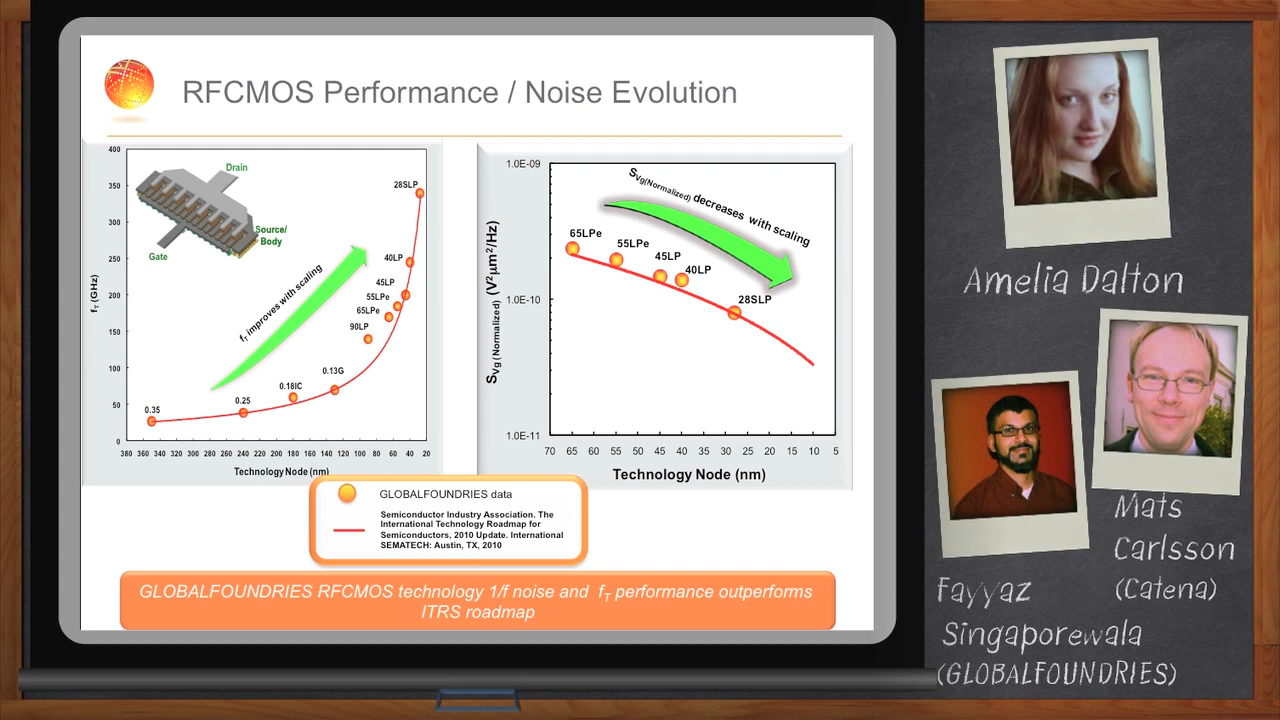 RFCMOS Performance / Noise Evolution
400
350
300
250
200
150
100
50
0
fT (GHz)
Drain
Source/
Body
Gate
fT improves with scaling
28SLP
40LP
45LP
55LPe
65LPe
90LP
0.13G
0.18IC
0.25
0.35
380 360 340 320 300 280 260 240 220 200 180 160 140 120 100 80 60 40 20
Technology Node (nm)
1.0E-09
1.0E-10
1.0E-11
SVg (Normalized) (V²μm²/Hz)
SVg(Normalized) decreases with scaling
65LPe
55LPe
45LP
40LP
28SLP
70 65 60 55 50 45 40 35 30 25 20 15 10 5
Technology Node (nm)
GLOBALFOUNDRIES data
Semiconductor Industry Association. The
International Technology Roadmap for
Semiconductors, 2010 Update. International
SEMATECH: Austin, TX, 2010
GLOBALFOUNDRIES RFCMOS technology 1/f noise and fT performance outperforms
ITRS roadmap
Amelia Dalton
Mats
Carlsson
(Catena)
Fayyaz
Singaporewala
(GLOBALFOUNDRIES)